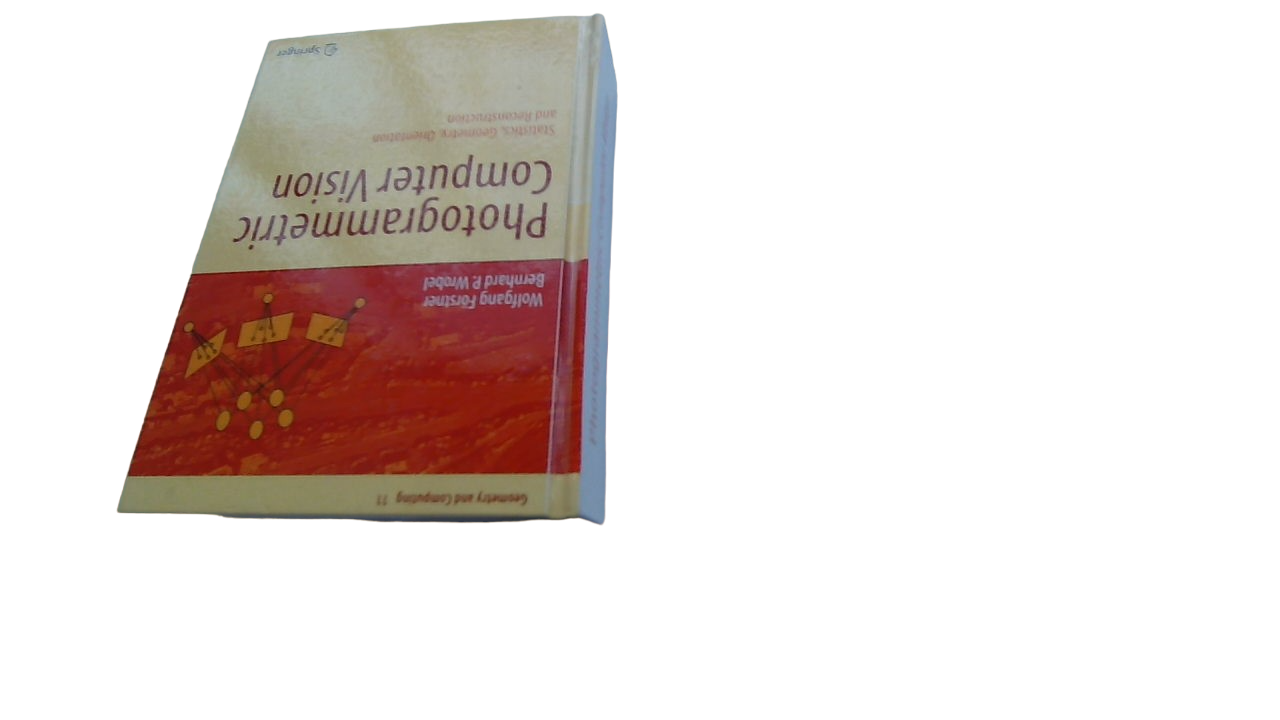 Geometry and Computing 11
Wolfgang Förstner
Bernhard P. Wrobel
Photogrammetric
Computer Vision
Statistics, Geometry, Orientation
and Reconstruction
Springer